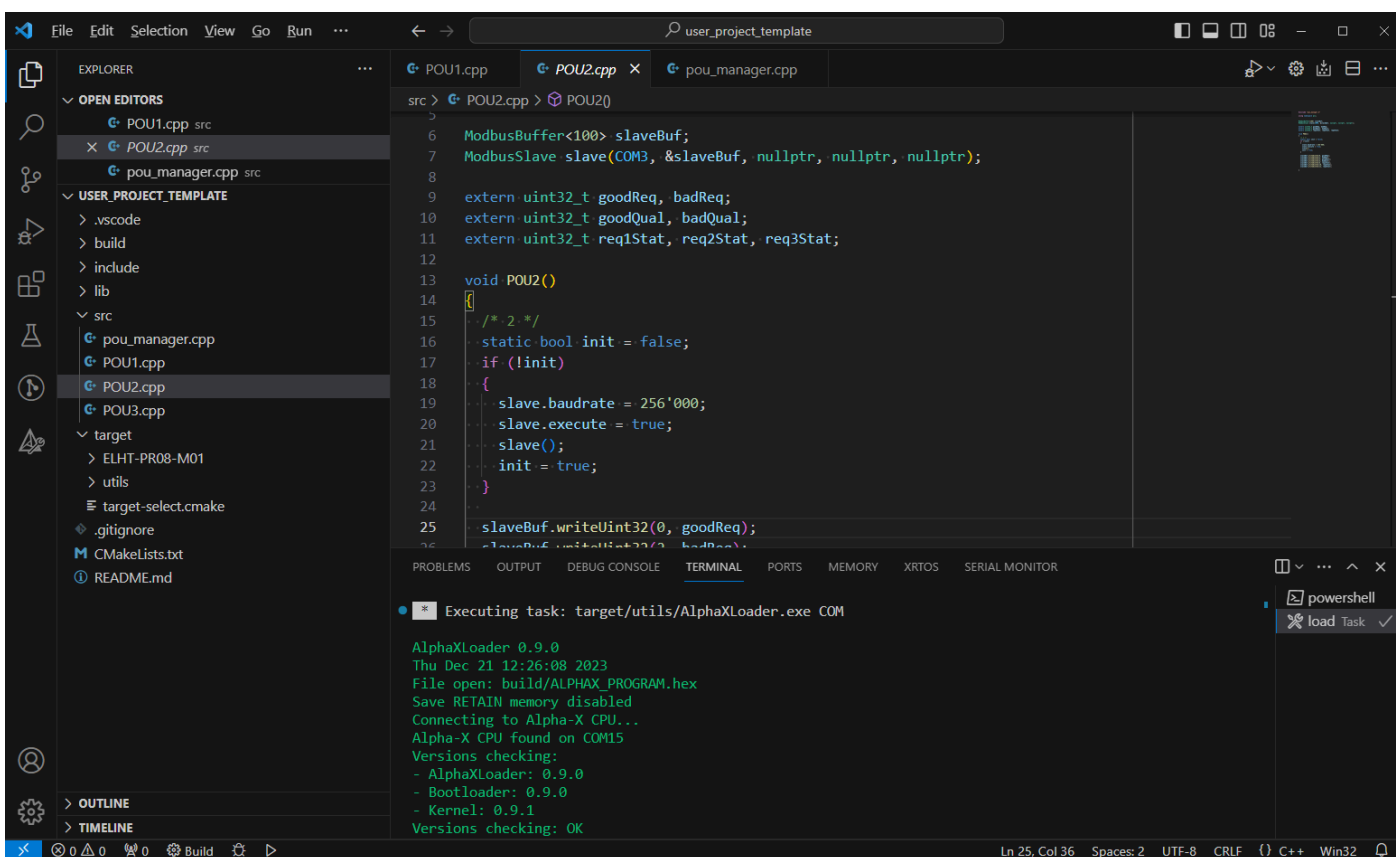 File Edit Selection View Go Run ···
user_project_template
EXPLORER
OPEN EDITORS
POU1.cpp src
POU2.cpp src
pou_manager.cpp src
USER_PROJECT_TEMPLATE
.vscode
build
include
lib
src
pou_manager.cpp
POU1.cpp
POU2.cpp
POU3.cpp
target
ELHT-PR08-M01
utils
target-select.cmake
.gitignore
CMakeLists.txt
README.md
OUTLINE
TIMELINE
POU1.cpp POU2.cpp pou_manager.cpp
src > POU2.cpp > POU2()
5
6 ModbusBuffer<100> slaveBuf;
7 ModbusSlave slave(COM3, &slaveBuf, nullptr, nullptr, nullptr);
8
9 extern uint32_t goodReq, badReq;
10 extern uint32_t goodQual, badQual;
11 extern uint32_t req1Stat, req2Stat, req3Stat;
12
13 void POU2()
14 {
15 /* 2 */
16 static bool init = false;
17 if (!init)
18 {
19 slave.baudrate = 256'000;
20 slave.execute = true;
21 slave();
22 init = true;
23 }
24
25 slaveBuf.writeUint32(0, goodReq);
26 slaveBuf.writeUint32(2, badReq);
PROBLEMS OUTPUT DEBUG CONSOLE TERMINAL PORTS MEMORY XRTOS SERIAL MONITOR
* Executing task: target/utils/AlphaXLoader.exe COM
AlphaXLoader 0.9.0
Thu Dec 21 12:26:08 2023
File open: build/ALPHAX_PROGRAM.hex
Save RETAIN memory disabled
Connecting to Alpha-X CPU...
Alpha-X CPU found on COM15
Versions checking:
- AlphaXLoader: 0.9.0
- Bootloader: 0.9.0
- Kernel: 0.9.1
Versions checking: OK
powershell
load Task
0 0 0 Build
Ln 25, Col 36 Spaces: 2 UTF-8 CRLF {} C++ Win32